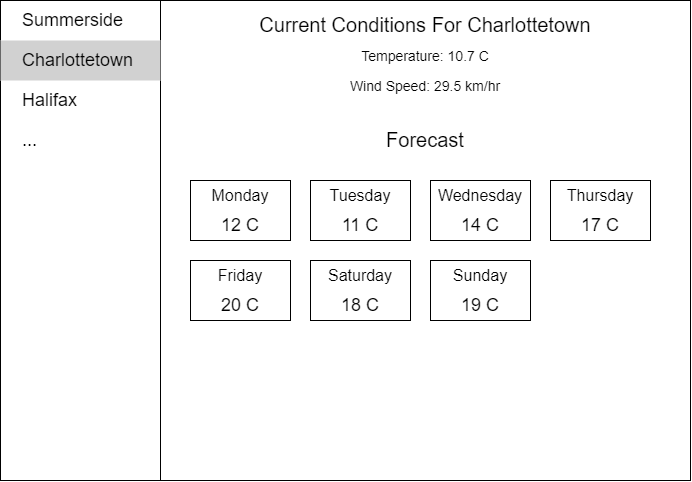 Summerside
Charlottetown
Halifax
...
Current Conditions For Charlottetown
Temperature: 10.7 C
Wind Speed: 29.5 km/hr
Forecast
Monday
12 C
Tuesday
11 C
Wednesday
14 C
Thursday
17 C
Friday
20 C
Saturday
18 C
Sunday
19 C